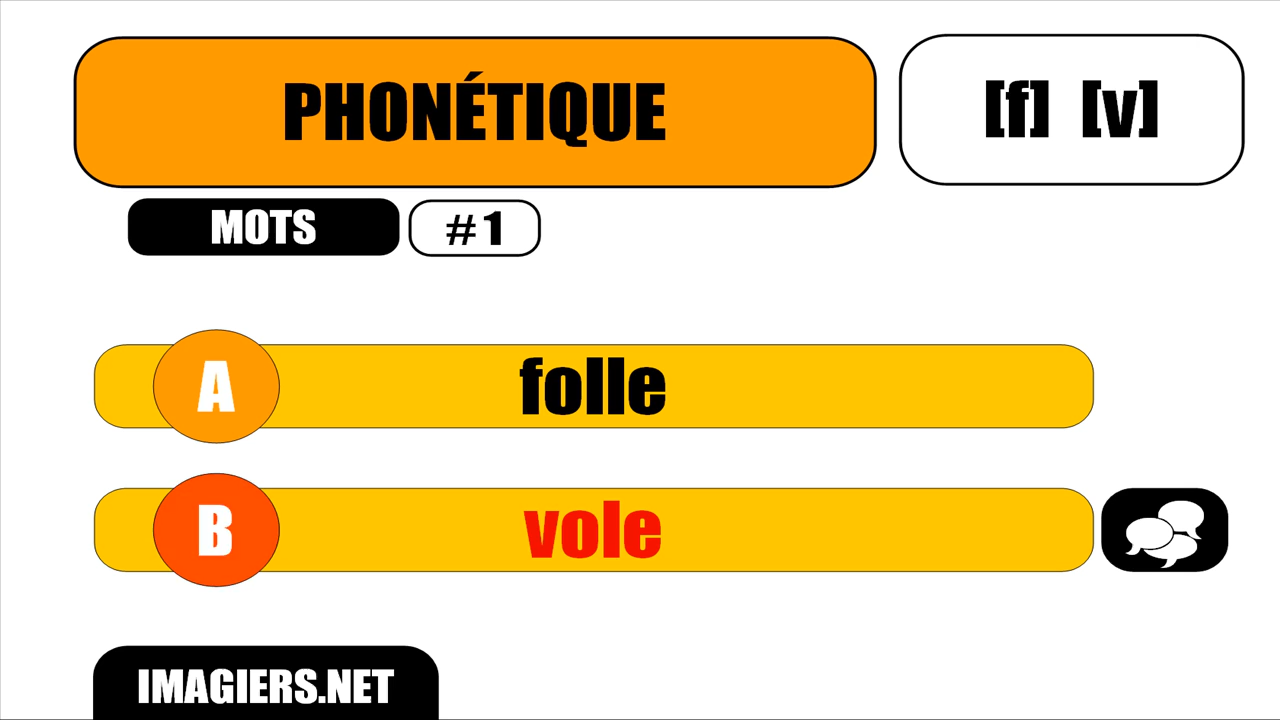 PHONÉTIQUE
[f] [v]
MOTS
#1
A
folle
B
vole
IMAGIERS.NET